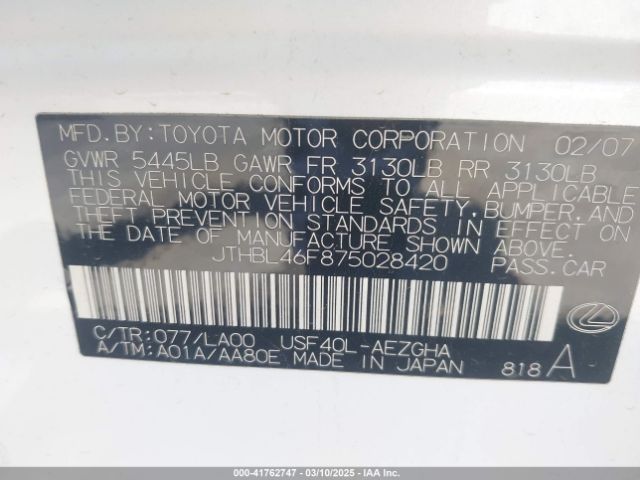 MFD.BY:TOYOTA MOTOR CORPORATION 02/07
GVWR 5445LB GAWR FR 3130LB RR 3130LB
THIS VEHICLE CONFORMS TO ALL APPLICABLE
FEDERAL MOTOR VEHICLE SAFETY,BUMPER,AND
THEFT PREVENTION STANDARDS IN EFFECT ON
THE DATE OF MANUFACTURE SHOWN ABOVE.
JTHBL46F875028420 PASS.CAR
C/TR:077/LA00 USF40L-AEZGHA
A/TM:A01A/AA80E MADE IN JAPAN 818 A
000-41762747 - 03/10/2025 - IAAI.com